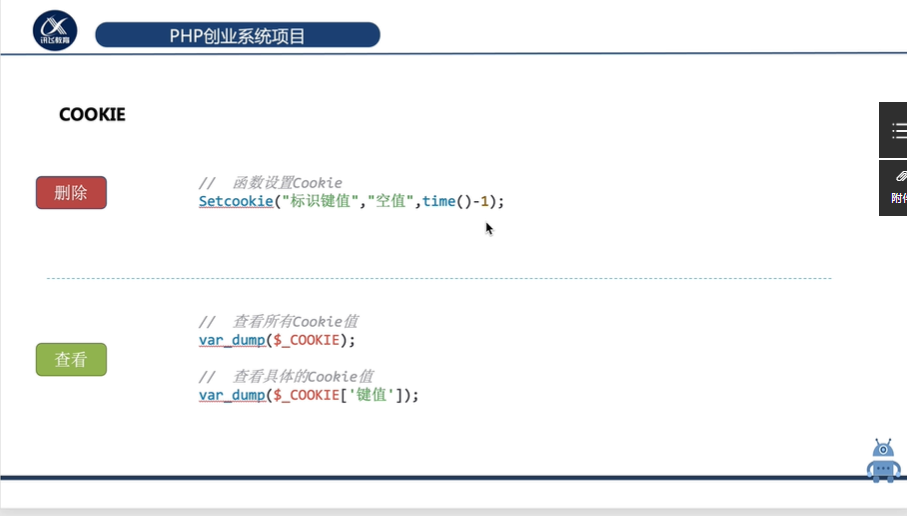 讯飞教育
PHP创业系统项目
COOKIE
删除
// 函数设置Cookie
Setcookie("标识键值","空值",time()-1);
附件
查看
// 查看所有Cookie值
var_dump($_COOKIE);
// 查看具体的Cookie值
var_dump($_COOKIE['键值']);